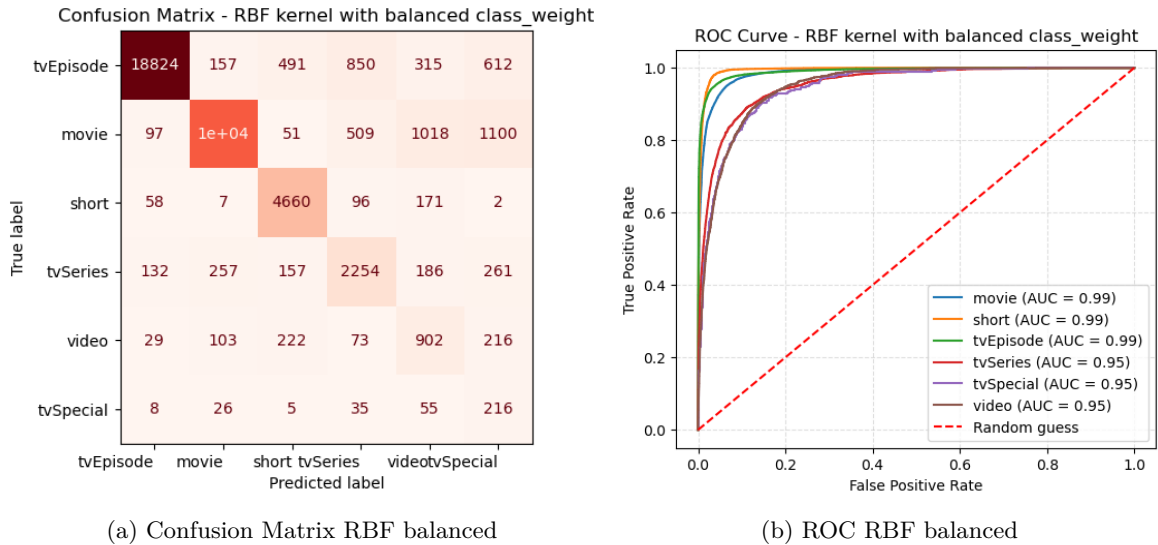 Confusion Matrix - RBF kernel with balanced class_weight
tvEpisode 18824 157 491 850 315 612
movie 97 1e+04 51 509 1018 1100
short 58 7 4660 96 171 2
tvSeries 132 257 157 2254 186 261
video 29 103 222 73 902 216
tvSpecial 8 26 5 35 55 216
True label
tvEpisode movie short tvSeries video tvSpecial
Predicted label
(a) Confusion Matrix RBF balanced
ROC Curve - RBF kernel with balanced class_weight
1.0
0.8
0.6
0.4
0.2
0.0
True Positive Rate
movie (AUC = 0.99)
short (AUC = 0.99)
tvEpisode (AUC = 0.99)
tvSeries (AUC = 0.95)
tvSpecial (AUC = 0.95)
video (AUC = 0.95)
Random guess
0.0 0.2 0.4 0.6 0.8 1.0
False Positive Rate
(b) ROC RBF balanced